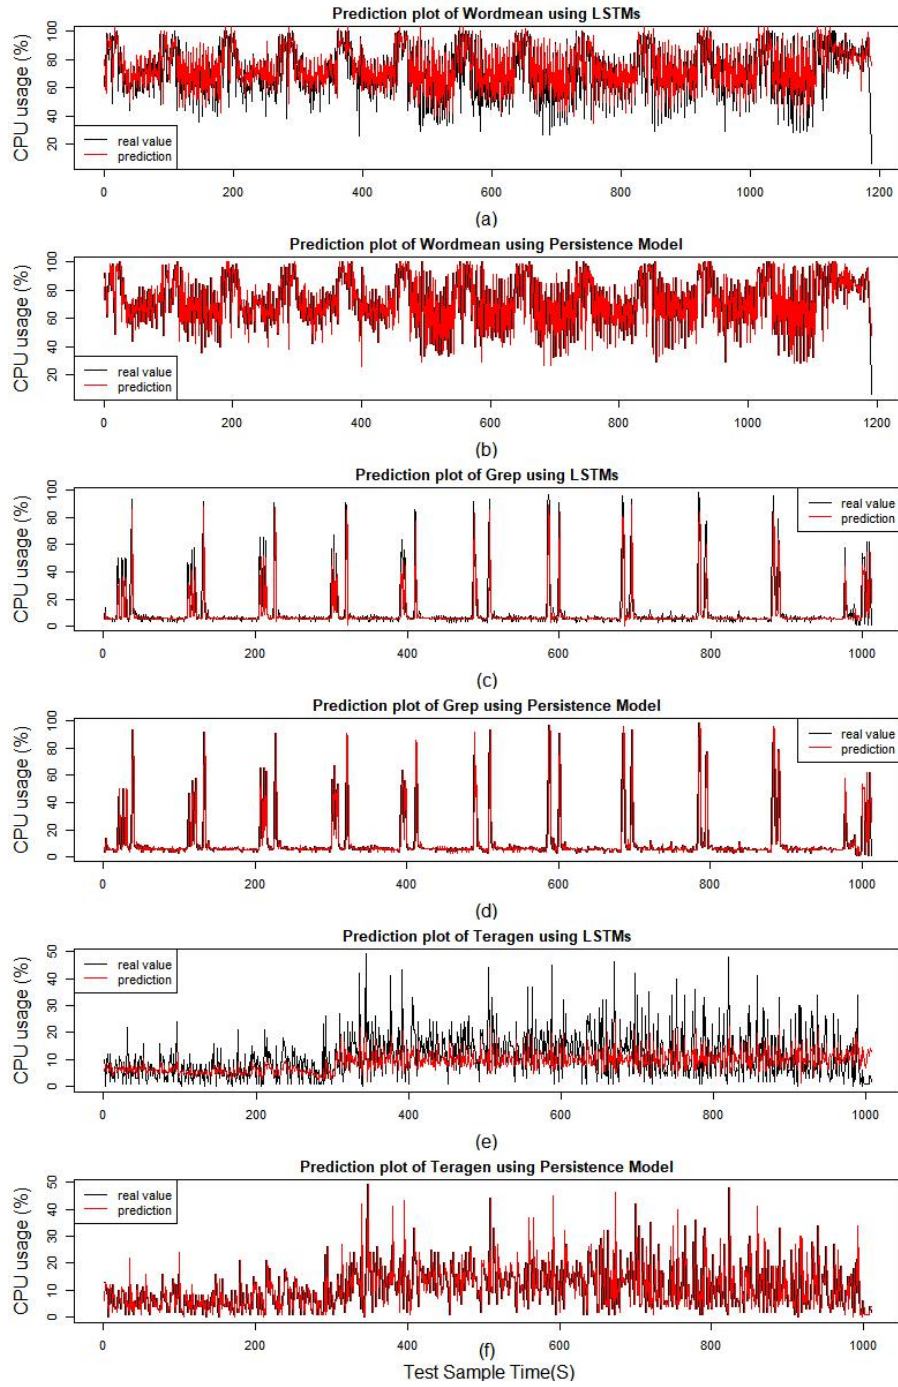 Prediction plot of Wordmean using LSTMs
CPU usage (%)
100
80
60
40
20
real value
prediction
0 200 400 600 800 1000 1200
(a)
Prediction plot of Wordmean using Persistence Model
CPU usage (%)
100
80
60
40
20
real value
prediction
0 200 400 600 800 1000 1200
(b)
Prediction plot of Grep using LSTMs
CPU usage (%)
100
80
60
40
20
0
real value
prediction
0 200 400 600 800 1000
(c)
Prediction plot of Grep using Persistence Model
CPU usage (%)
100
80
60
40
20
0
real value
prediction
0 200 400 600 800 1000
(d)
Prediction plot of Teragen using LSTMs
CPU usage (%)
50
40
30
20
10
0
real value
prediction
0 200 400 600 800 1000
(e)
Prediction plot of Teragen using Persistence Model
CPU usage (%)
50
40
30
20
10
0
real value
prediction
0 200 400 600 800 1000
(f)
Test Sample Time(S)